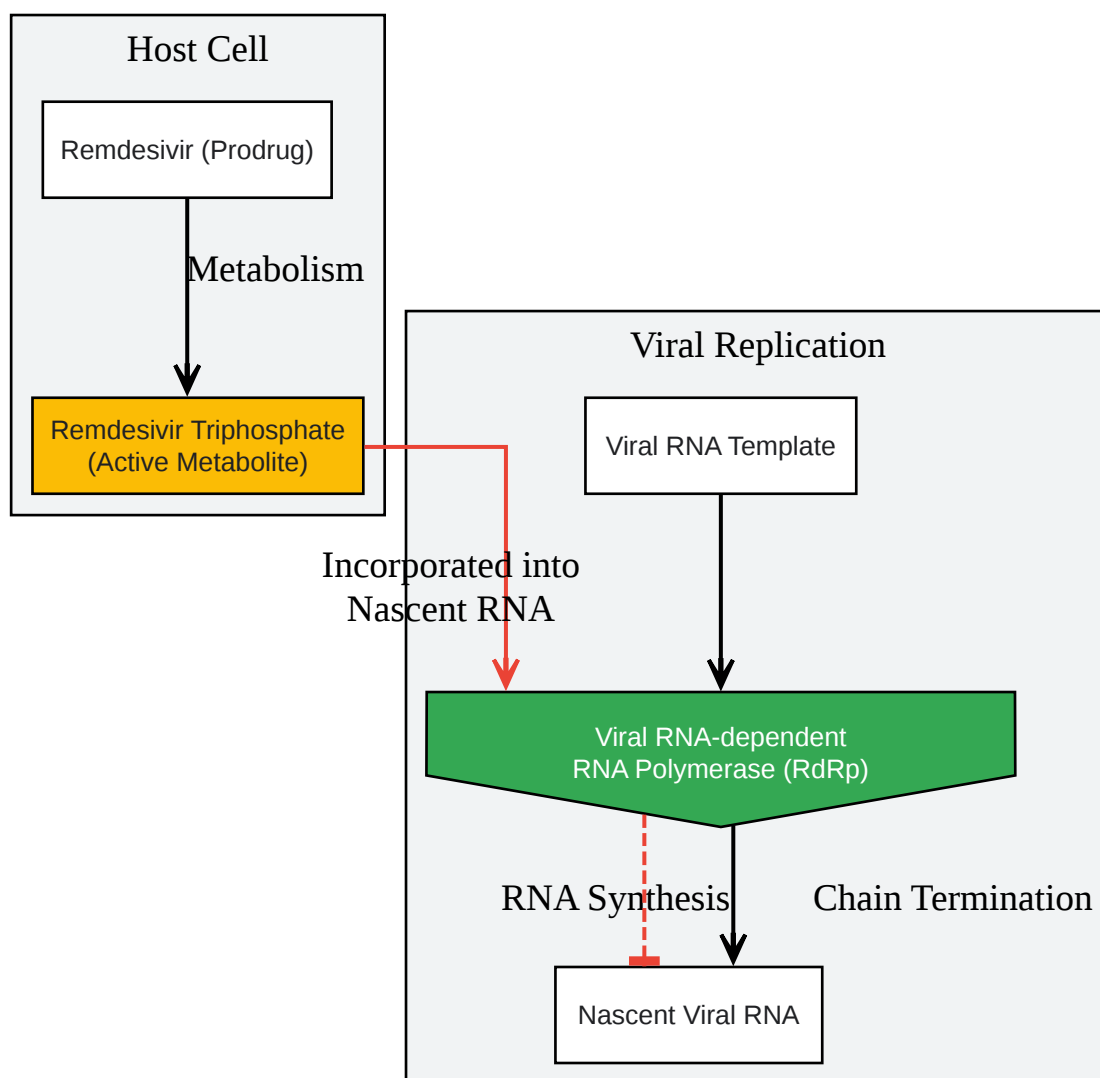 Host Cell
Remdesivir (Prodrug)
Metabolism
Remdesivir Triphosphate
(Active Metabolite)
Viral Replication
Viral RNA Template
Incorporated into
Nascent RNA
Viral RNA-dependent
RNA Polymerase (RdRp)
RNA Synthesis
Chain Termination
Nascent Viral RNA